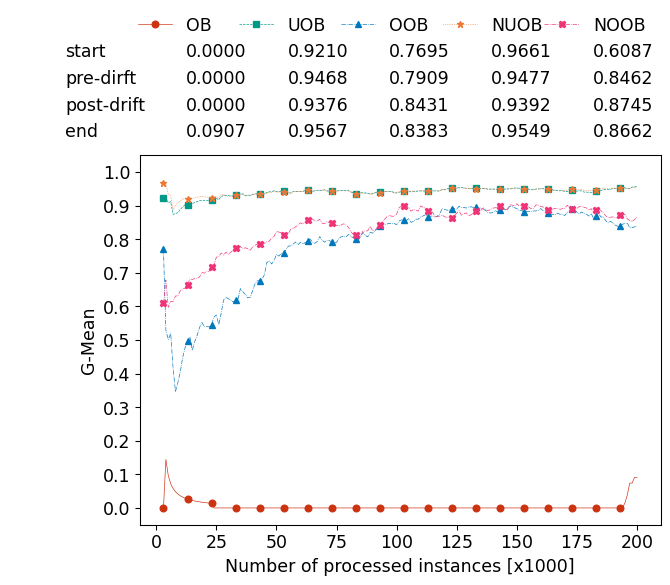 OB UOB OOB NUOB NOOB
start 0.0000 0.9210 0.7695 0.9661 0.6087
pre-dirft 0.0000 0.9468 0.7909 0.9477 0.8462
post-drift 0.0000 0.9376 0.8431 0.9392 0.8745
end 0.0907 0.9567 0.8383 0.9549 0.8662
1.0
0.9
0.8
0.7
0.6
0.5
0.4
0.3
0.2
0.1
0.0
G-Mean
0 25 50 75 100 125 150 175 200
Number of processed instances [x1000]